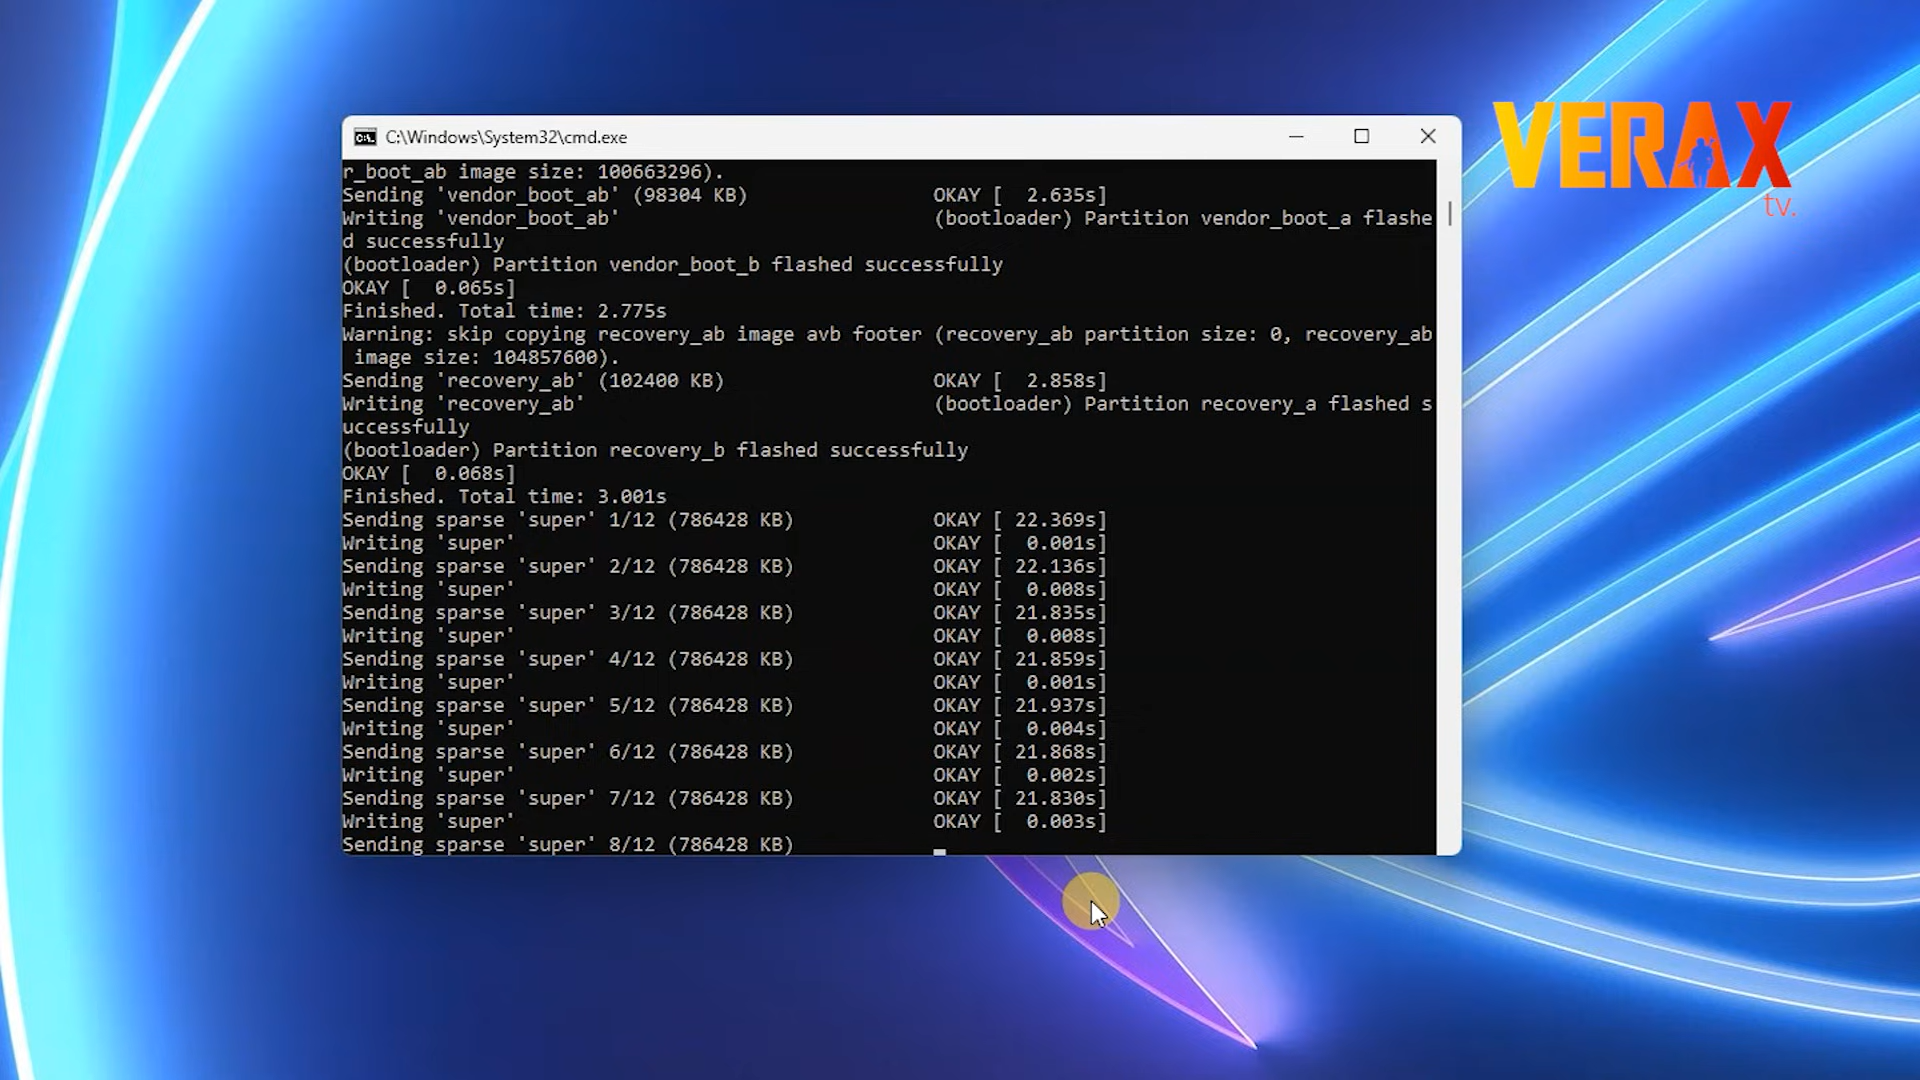 C:\Windows\System32\cmd.exe
VERAX
tv.
r_boot_ab image size: 100663296).
Sending 'vendor_boot_ab' (98304 KB)                OKAY [  2.635s]
Writing 'vendor_boot_ab'                           (bootloader) Partition vendor_boot_a flashe
d successfully
(bootloader) Partition vendor_boot_b flashed successfully
OKAY [  0.065s]
Finished. Total time: 2.775s
Warning: skip copying recovery_ab image avb footer (recovery_ab partition size: 0, recovery_ab
 image size: 104857600).
Sending 'recovery_ab' (102400 KB)                  OKAY [  2.858s]
Writing 'recovery_ab'                              (bootloader) Partition recovery_a flashed s
uccessfully
(bootloader) Partition recovery_b flashed successfully
OKAY [  0.068s]
Finished. Total time: 3.001s
Sending sparse 'super' 1/12 (786428 KB)            OKAY [ 22.369s]
Writing 'super'                                    OKAY [  0.001s]
Sending sparse 'super' 2/12 (786428 KB)            OKAY [ 22.136s]
Writing 'super'                                    OKAY [  0.008s]
Sending sparse 'super' 3/12 (786428 KB)            OKAY [ 21.835s]
Writing 'super'                                    OKAY [  0.008s]
Sending sparse 'super' 4/12 (786428 KB)            OKAY [ 21.859s]
Writing 'super'                                    OKAY [  0.001s]
Sending sparse 'super' 5/12 (786428 KB)            OKAY [ 21.937s]
Writing 'super'                                    OKAY [  0.004s]
Sending sparse 'super' 6/12 (786428 KB)            OKAY [ 21.868s]
Writing 'super'                                    OKAY [  0.002s]
Sending sparse 'super' 7/12 (786428 KB)            OKAY [ 21.830s]
Writing 'super'                                    OKAY [  0.003s]
Sending sparse 'super' 8/12 (786428 KB)